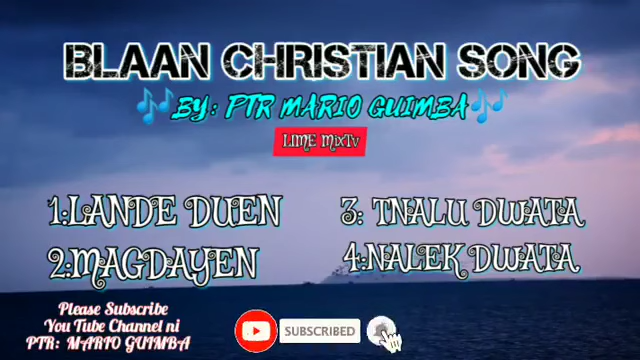 BLAAN CHRISTIAN SONG
🎶BY: PTR MARIO GUIMBA🎶
LIME MixTv
1:LANDE DUEN
2:MAGDAYEN
3: TNALU DWATA
4:NALEK DWATA
Please Subscribe
You Tube Channel ni
PTR: MARIO GUIMBA
SUBSCRIBED